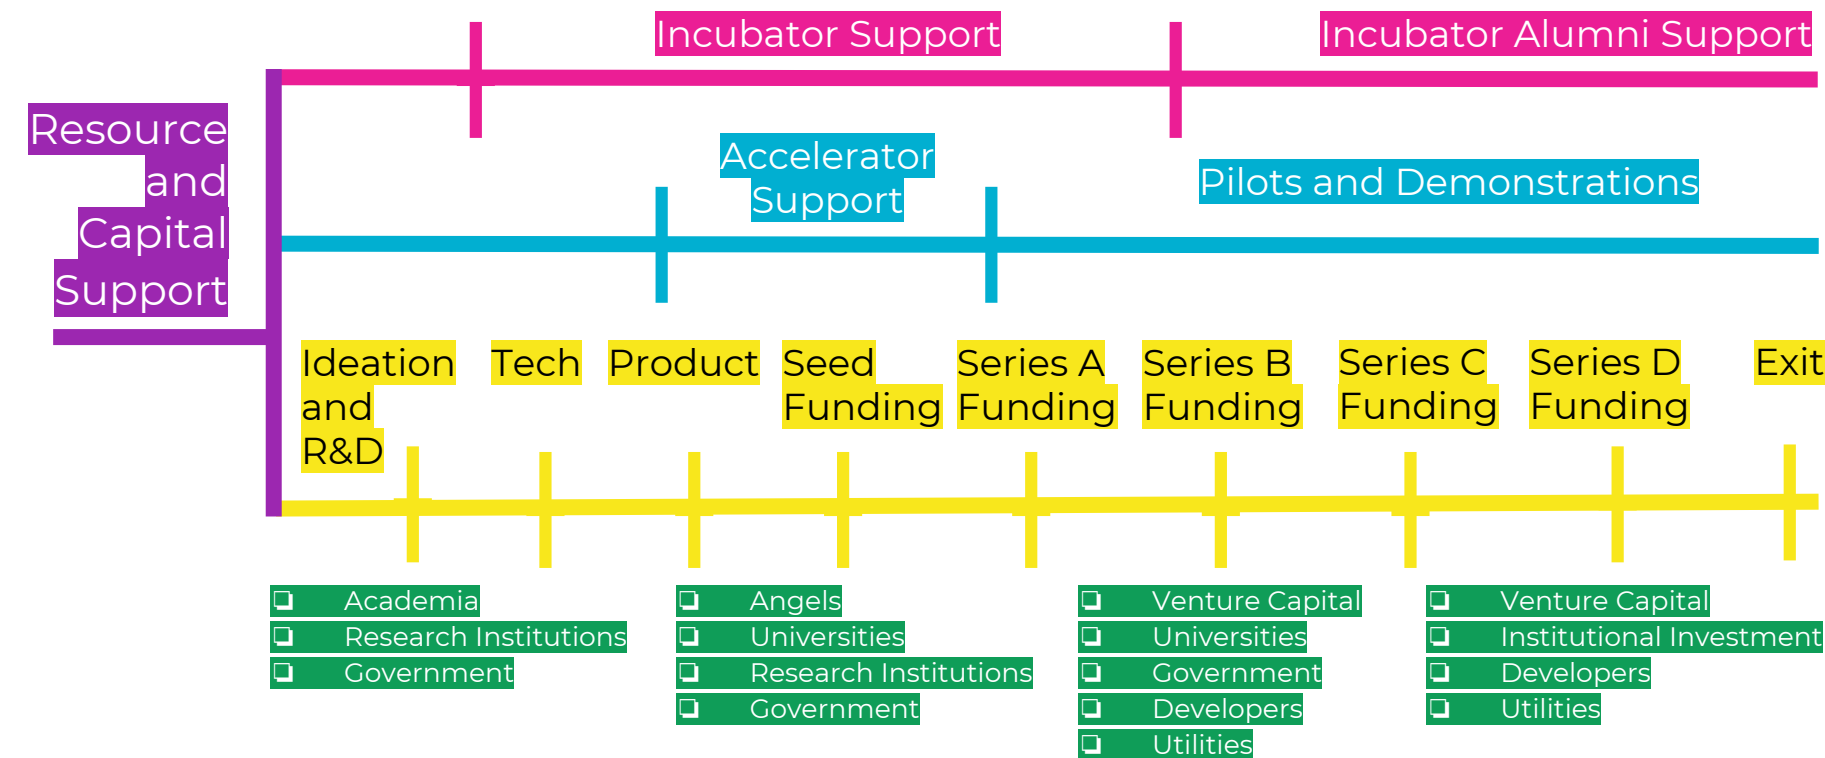 Incubator Support
Incubator Alumni Support
Resource
and
Capital
Support
Accelerator
Support
Pilots and Demonstrations
Ideation
and
R&D
Tech
Product
Seed
Funding
Series A
Funding
Series B
Funding
Series C
Funding
Series D
Funding
Exit
❏ Academia
❏ Research Institutions
❏ Government
❏ Angels
❏ Universities
❏ Research Institutions
❏ Government
❏ Venture Capital
❏ Universities
❏ Government
❏ Developers
❏ Utilities
❏ Venture Capital
❏ Institutional Investment
❏ Developers
❏ Utilities